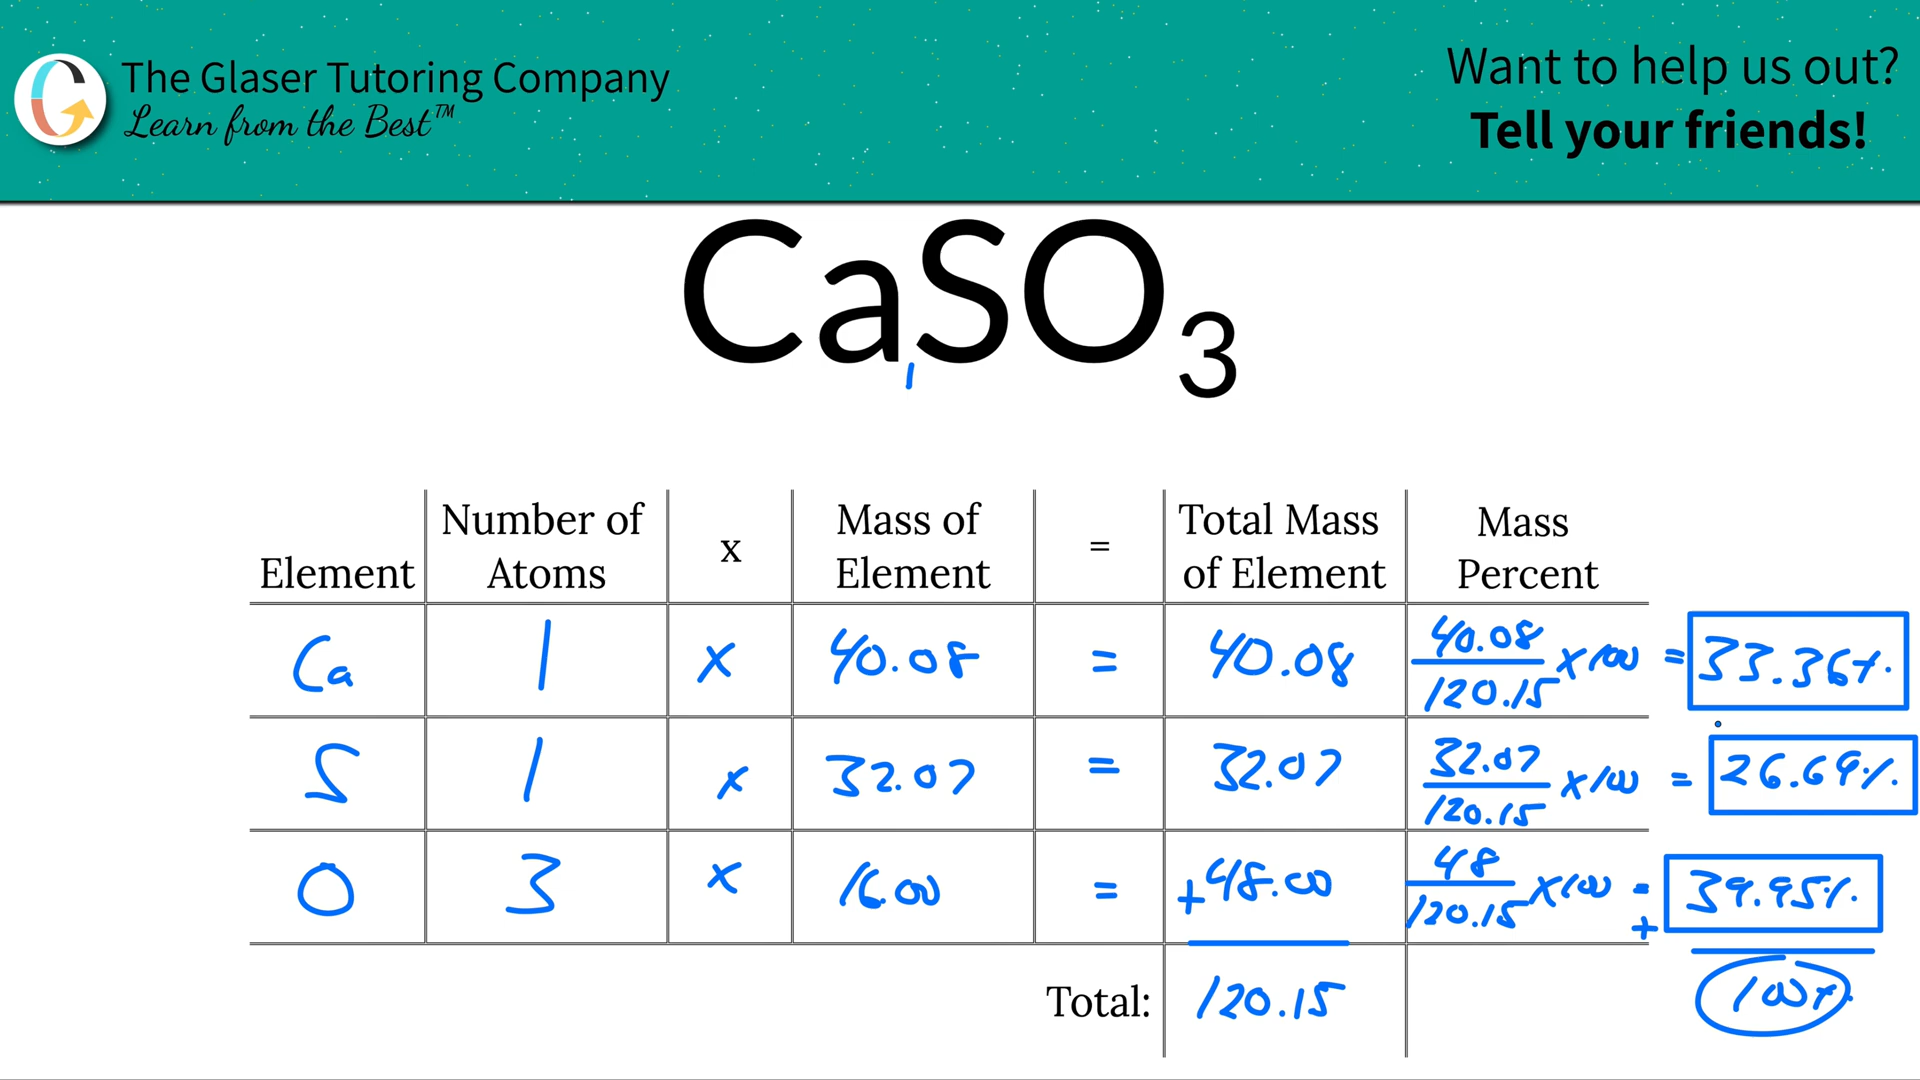 The Glaser Tutoring Company
Learn from the Best™
Want to help us out?
Tell your friends!
CaSO₃
1
Element | Number of Atoms | x | Mass of Element | = | Total Mass of Element | Mass Percent
Ca | 1 | x | 40.08 | = | 40.08 | 40.08/120.15 x 100 = 33.36%
S | 1 | x | 32.07 | = | 32.07 | 32.07/120.15 x 100 = 26.69%
O | 3 | x | 16.00 | = | +48.00 | 48/120.15 x 100 = 39.95%
+
Total: 120.15 100%